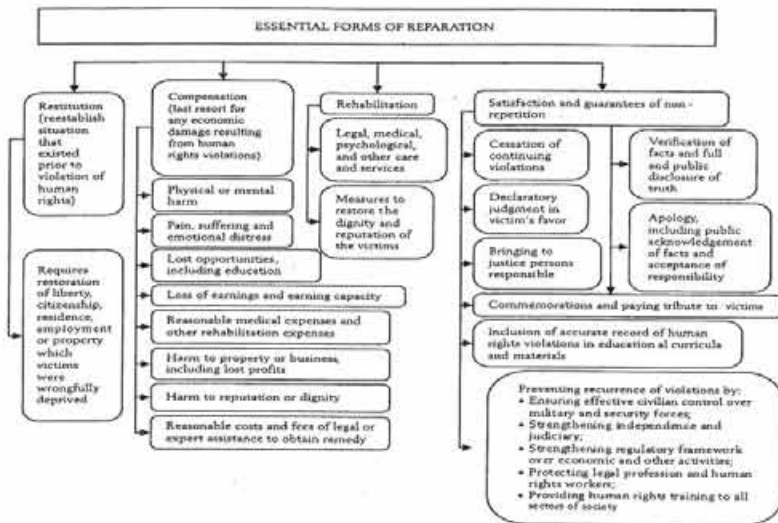 ESSENTIAL FORMS OF REPARATION
Restitution
(reestablish
situation
that
existed
prior to
violation of
human
rights)
Requires
restoration
of liberty,
citizenship,
residence,
employment
or property
which
victims
were
wrongfully
deprived
Compensation
(last resort for
any economic
damage resulting
from human
rights violations)
Physical or mental
harm
Pain, suffering and
emotional distress
Lost opportunities,
including education
Loss of earnings and earning capacity
Reasonable medical expenses and
other rehabilitation expenses
Harm to property or business,
including lost profits
Harm to reputation or dignity
Reasonable costs and fees of legal or
expert assistance to obtain remedy
Rehabilitation
Legal, medical,
psychological,
and other care
and services
Measures to
restore the
dignity and
reputation of
the victims
Satisfaction and guarantees of non-
repetition
Cessation of
continuing
violations
Declaratory
judgment in
victim's favor
Bringing to
justice persons
responsible
Verification of
facts and full
and public
disclosure of
truth
Apology,
including public
acknowledgement
of facts and
acceptance of
responsibility
Commemorations and paying tribute to victims
Inclusion of accurate record of human
rights violations in education al curricula
and materials
Preventing recurrence of violations by:
• Ensuring effective civilian control over
military and security forces;
• Strengthening independence and
judiciary;
• Strengthening regulatory framework
over economic and other activities;
• Protecting legal profession and human
rights workers;
• Providing human rights training to all
sectors of society